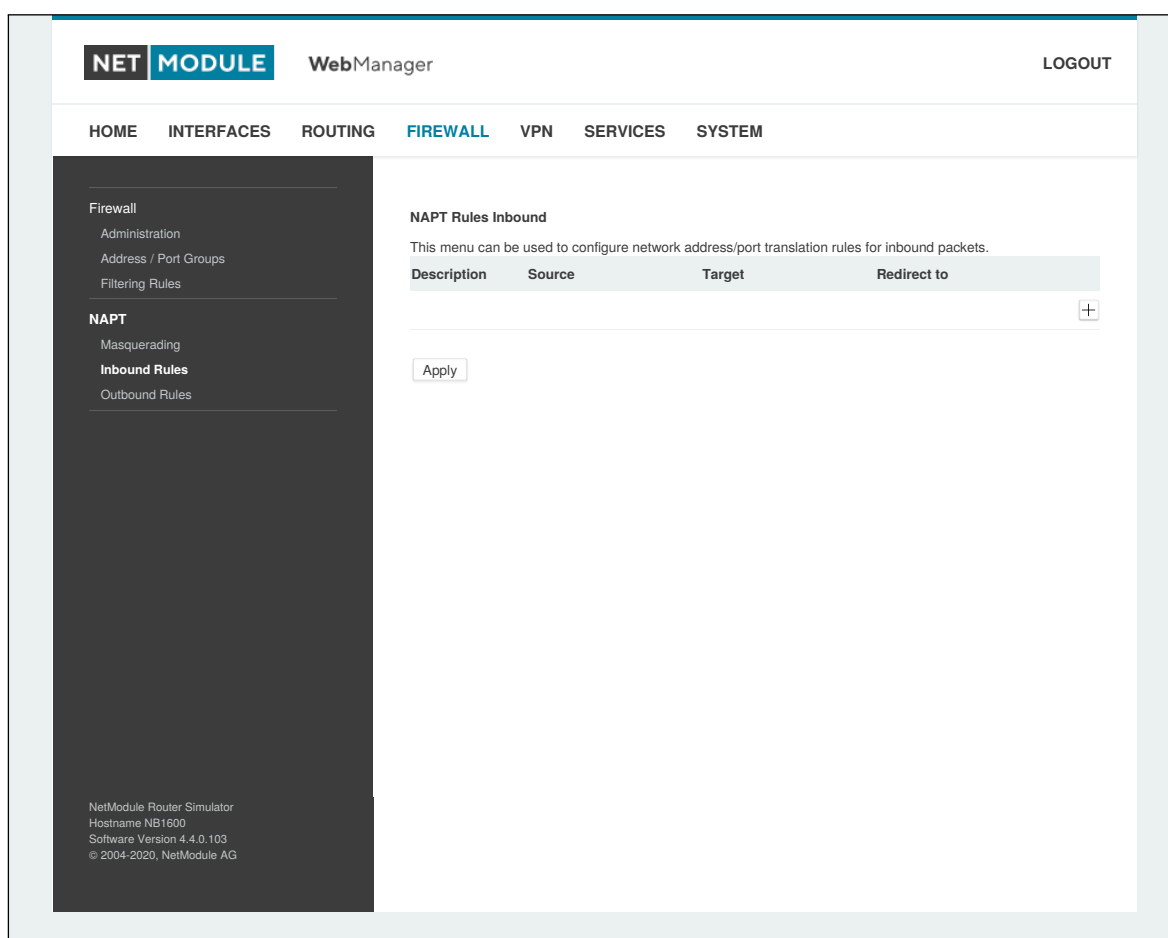 NET MODULE WebManager LOGOUT
HOME INTERFACES ROUTING FIREWALL VPN SERVICES SYSTEM
Firewall
Administration
Address / Port Groups
Filtering Rules
NAPT
Masquerading
Inbound Rules
Outbound Rules
NAPT Rules Inbound
This menu can be used to configure network address/port translation rules for inbound packets.
Description Source Target Redirect to
Apply
NetModule Router Simulator
Hostname NB1600
Software Version 4.4.0.103
© 2004-2020, NetModule AG